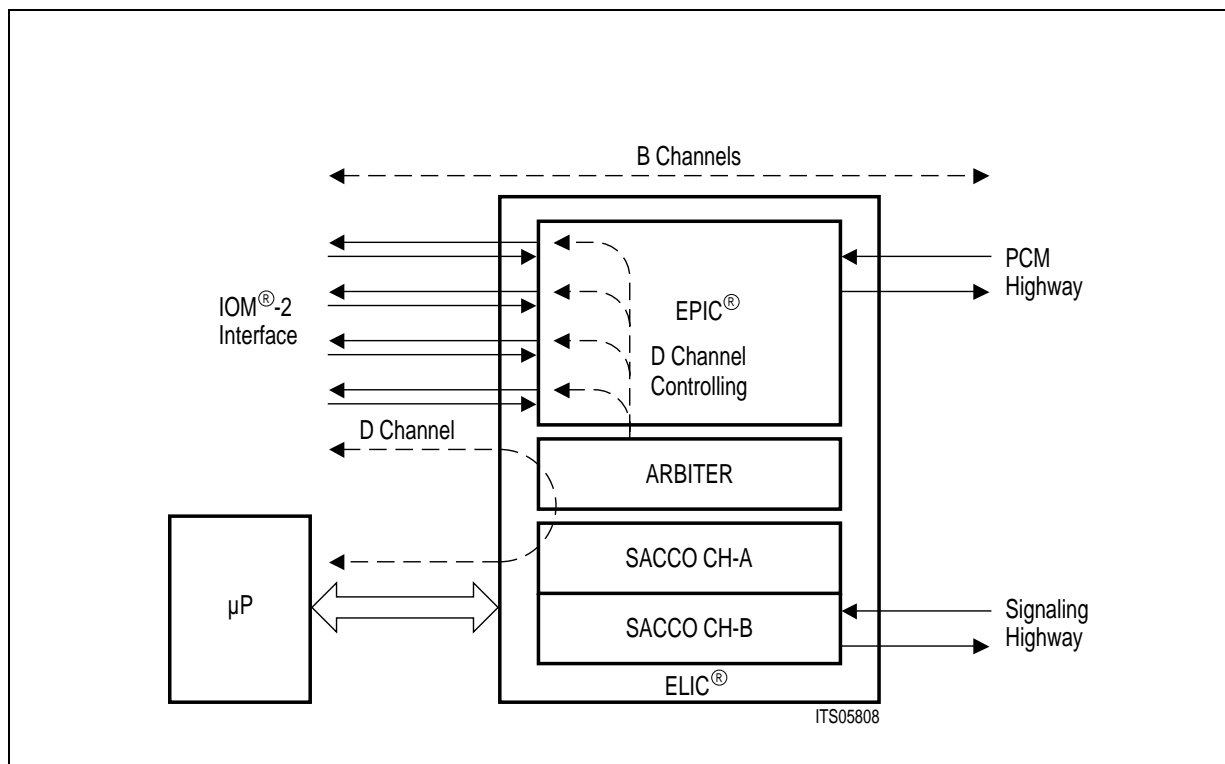 B Channels
IOM®-2
Interface
EPIC®
D Channel
Controlling
PCM
Highway
D Channel
ARBITER
SACCO CH-A
µP
SACCO CH-B
Signaling
Highway
ELIC®
ITS05808